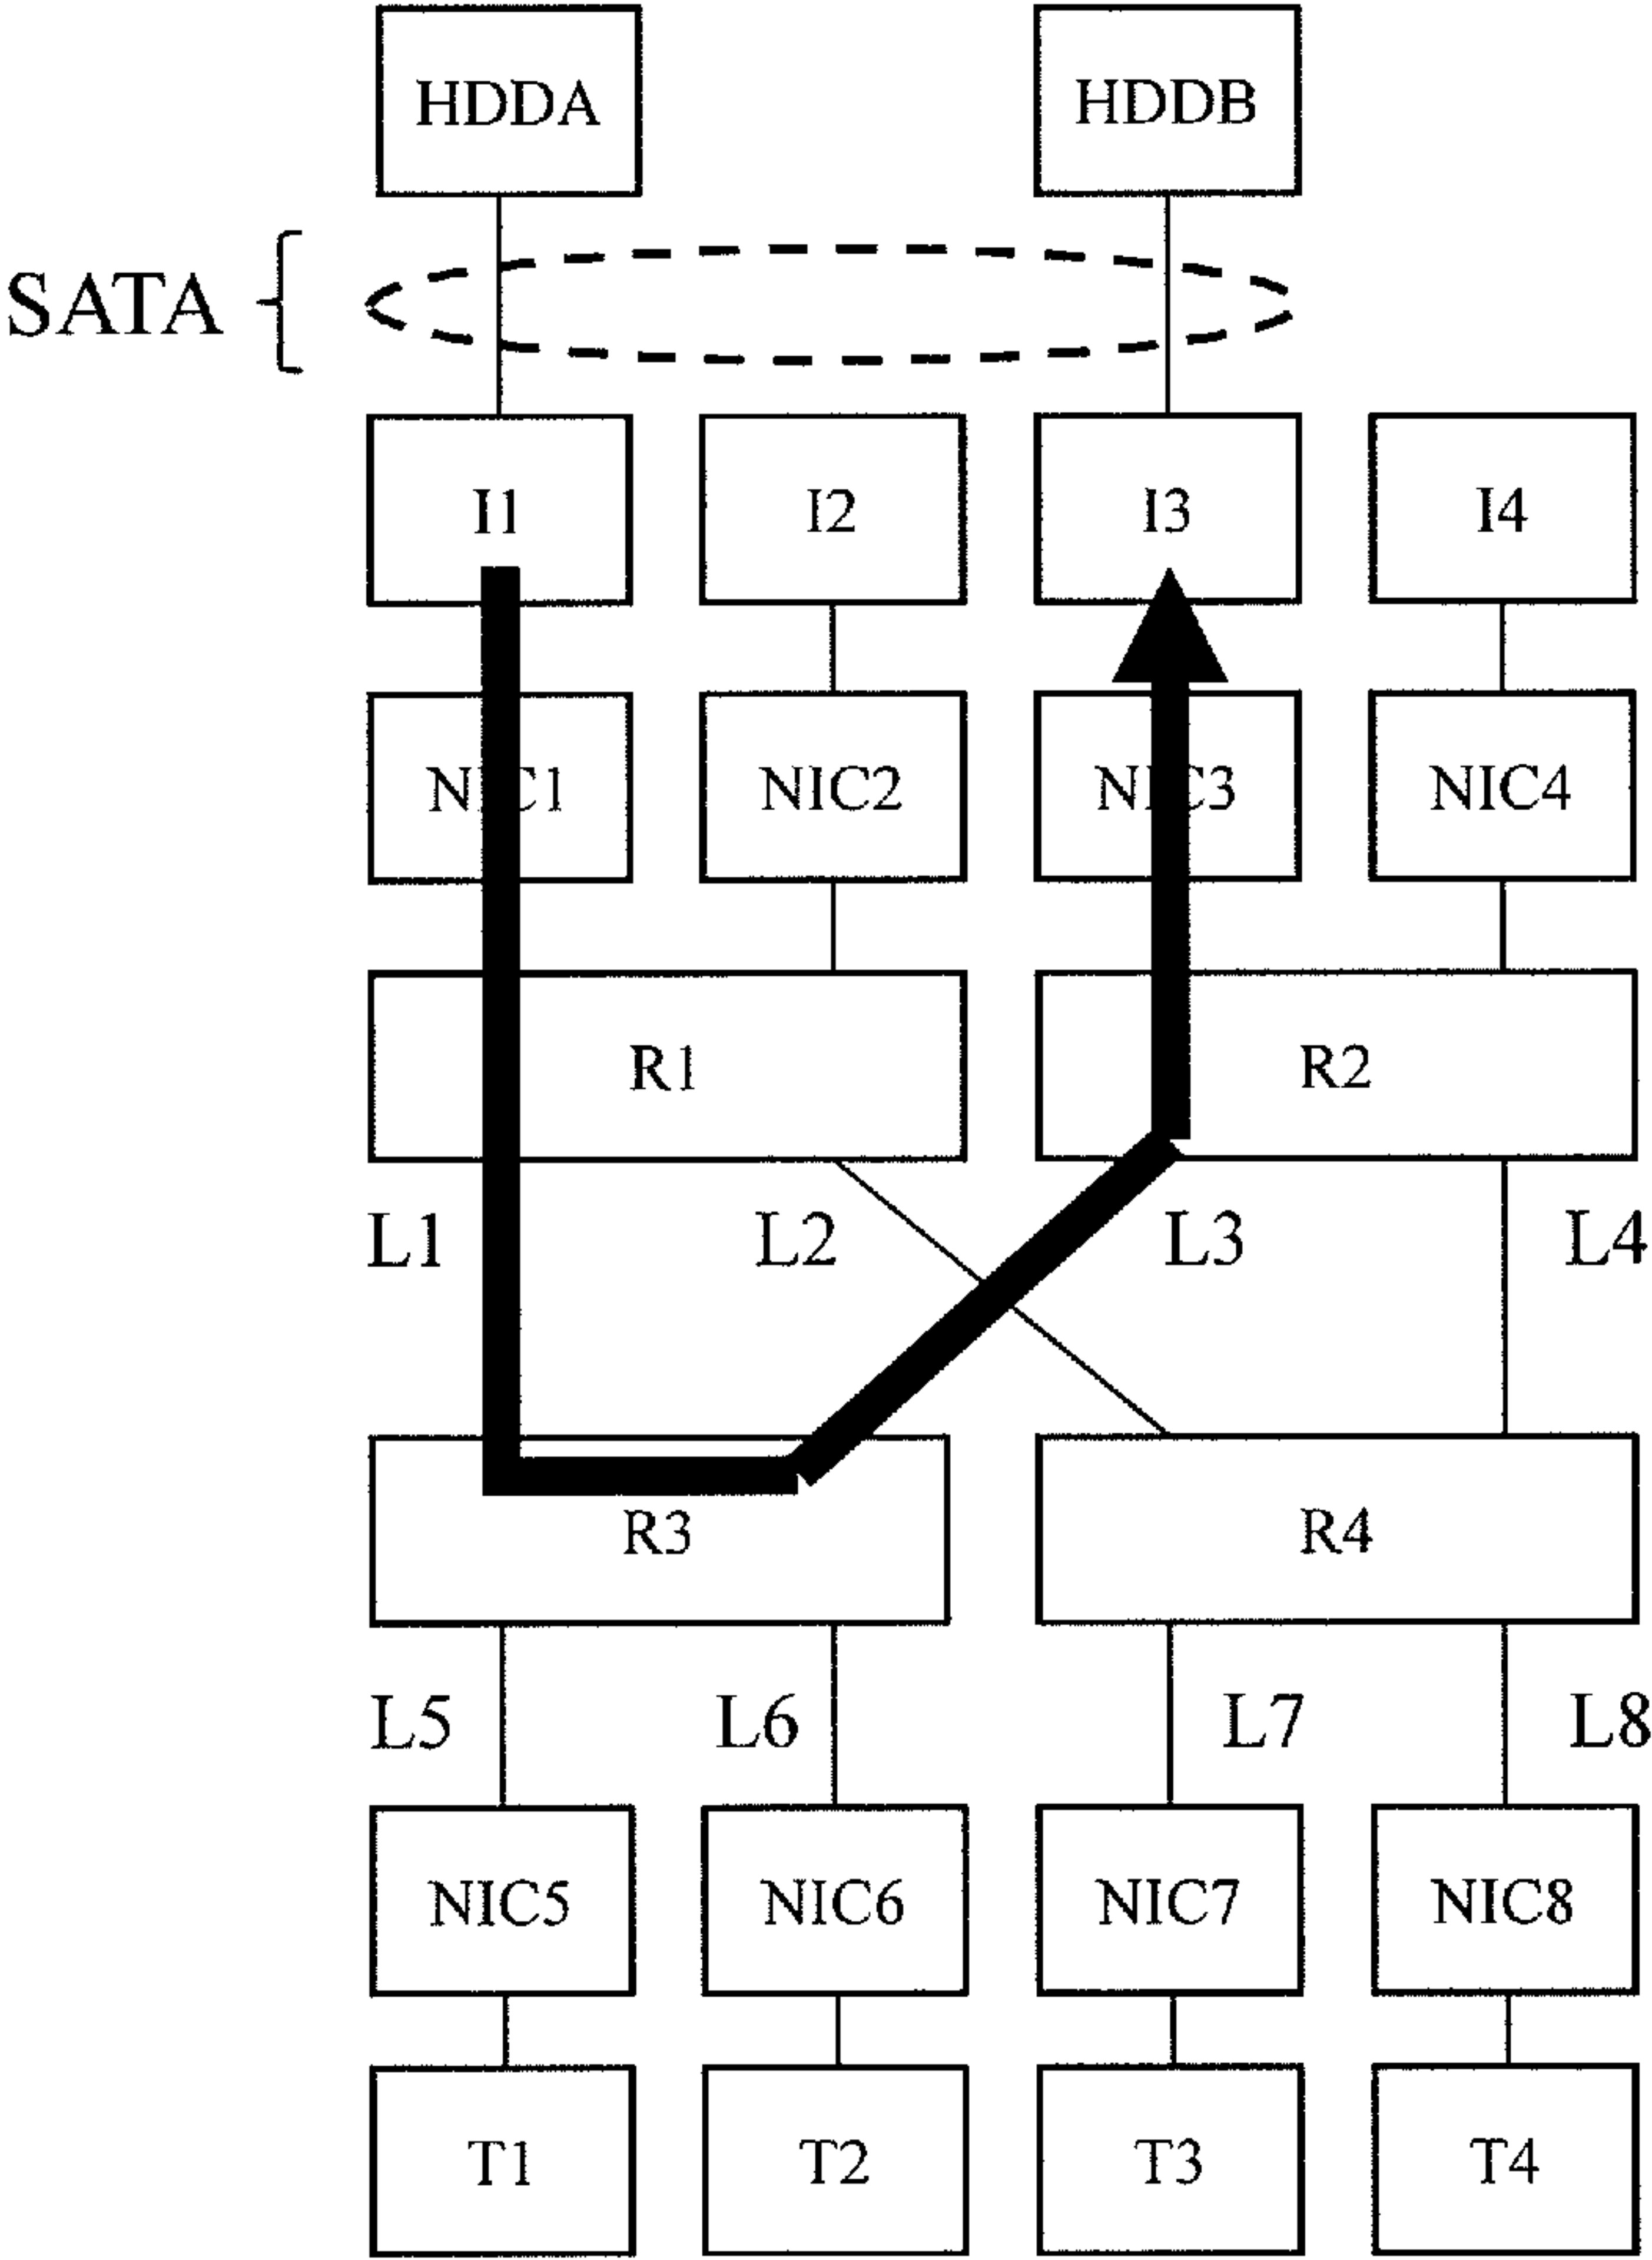 HDDA HDDB
SATA
I1 I2 I3 I4
NIC1 NIC2 NIC3 NIC4
R1 R2
L1 L2 L3 L4
R3 R4
L5 L6 L7 L8
NIC5 NIC6 NIC7 NIC8
T1 T2 T3 T4